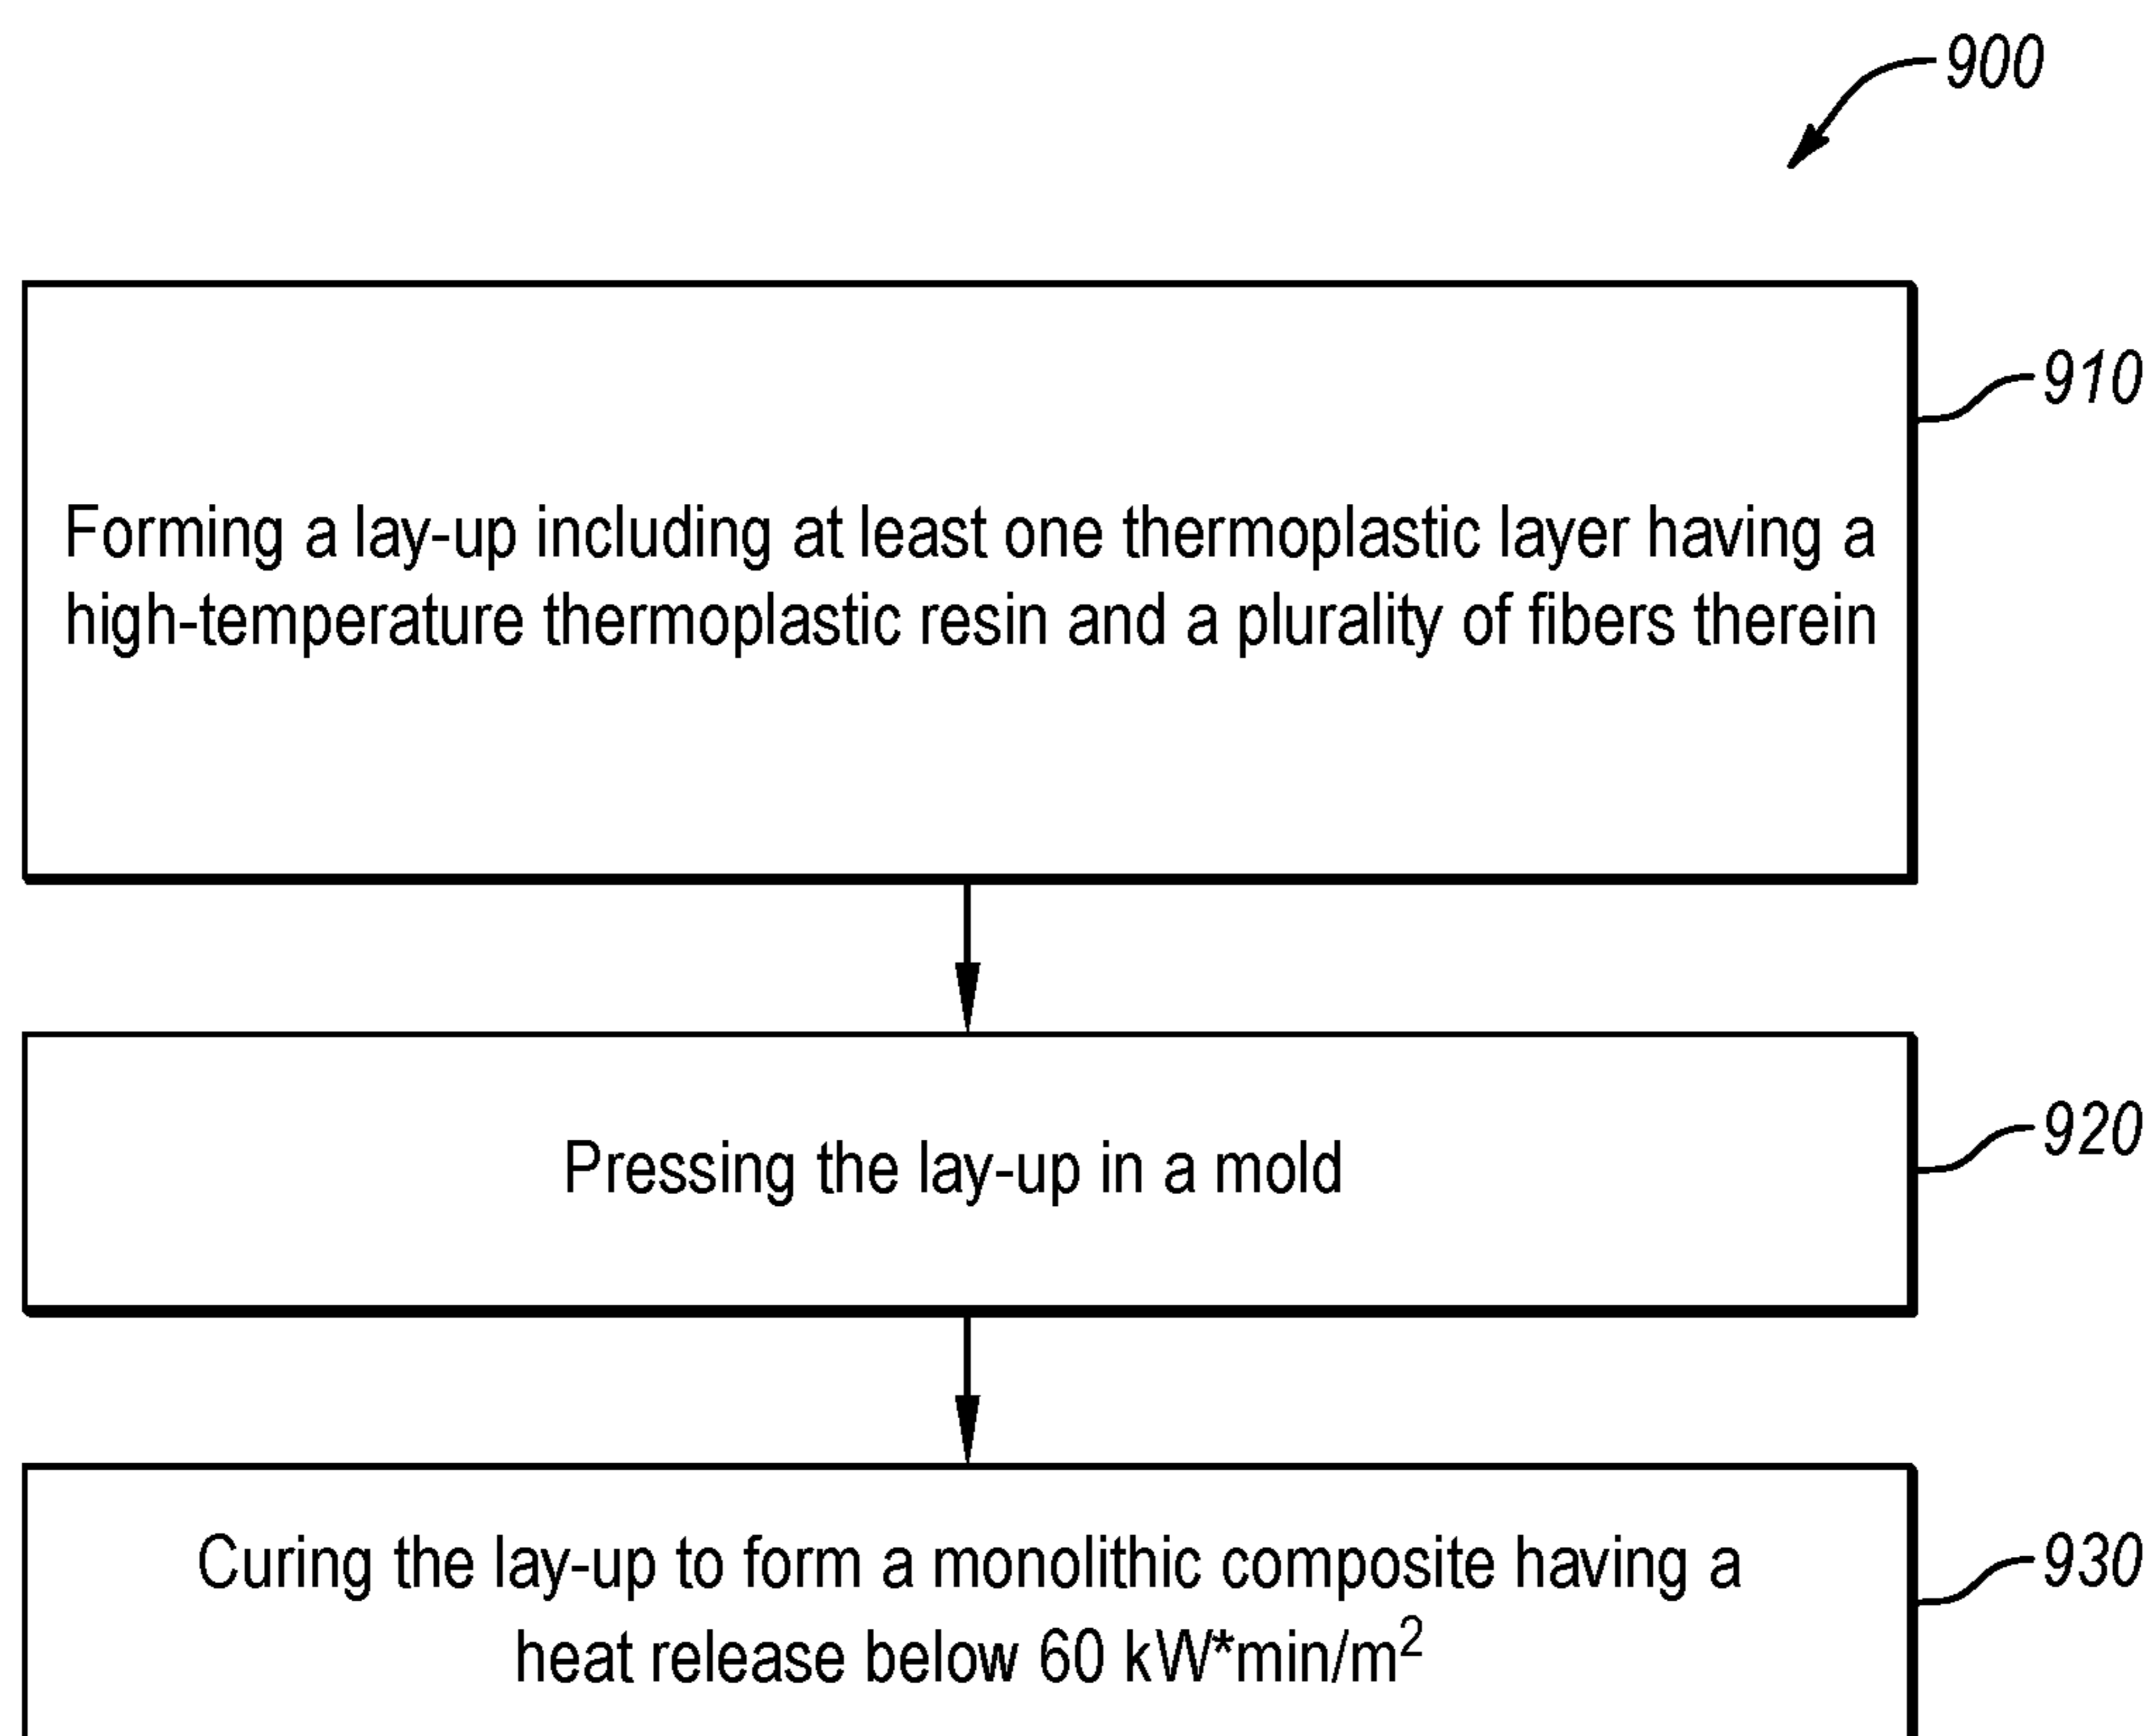 900
910
Forming a lay-up including at least one thermoplastic layer having a
high-temperature thermoplastic resin and a plurality of fibers therein
920
Pressing the lay-up in a mold
930
Curing the lay-up to form a monolithic composite having a
heat release below 60 kW*min/m²